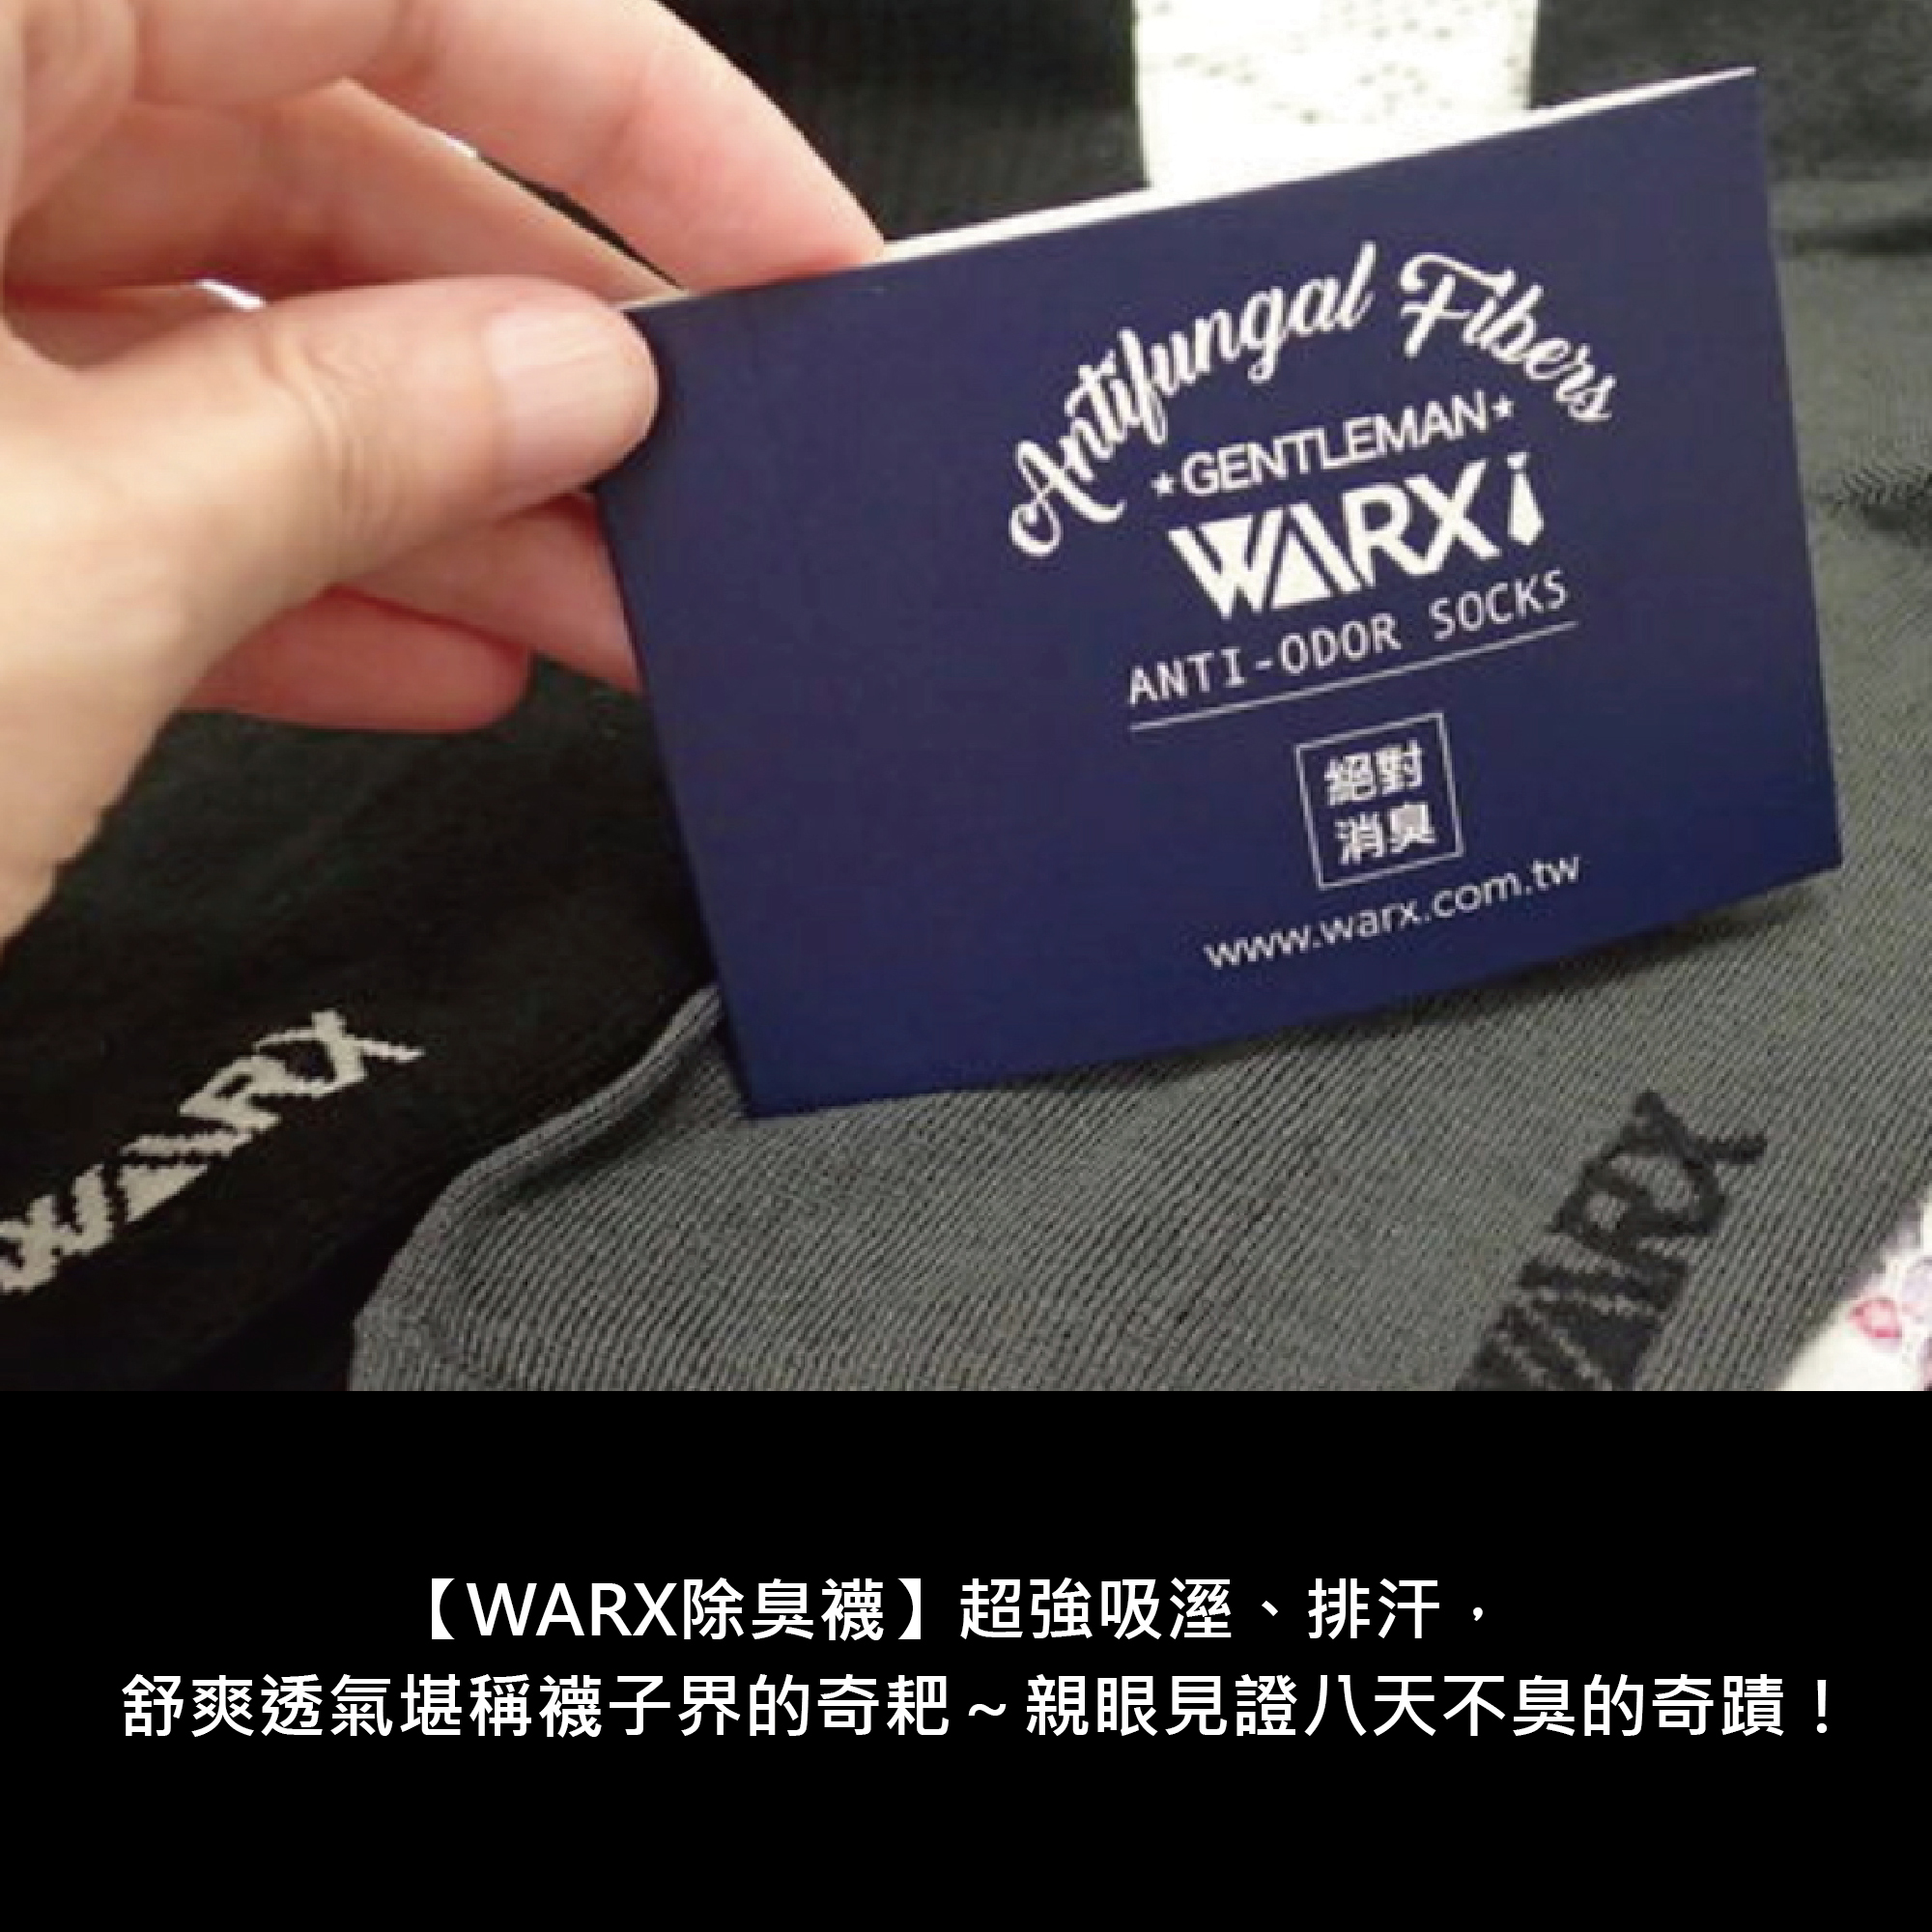 Antifungal Fibers
★GENTLEMAN★
WARX
ANTI-ODOR SOCKS
絕對
消臭
www.warx.com.tw
WARX
WARX
【WARX除臭襪】超強吸溼、排汗，
舒爽透氣堪稱襪子界的奇耙～親眼見證八天不臭的奇蹟！